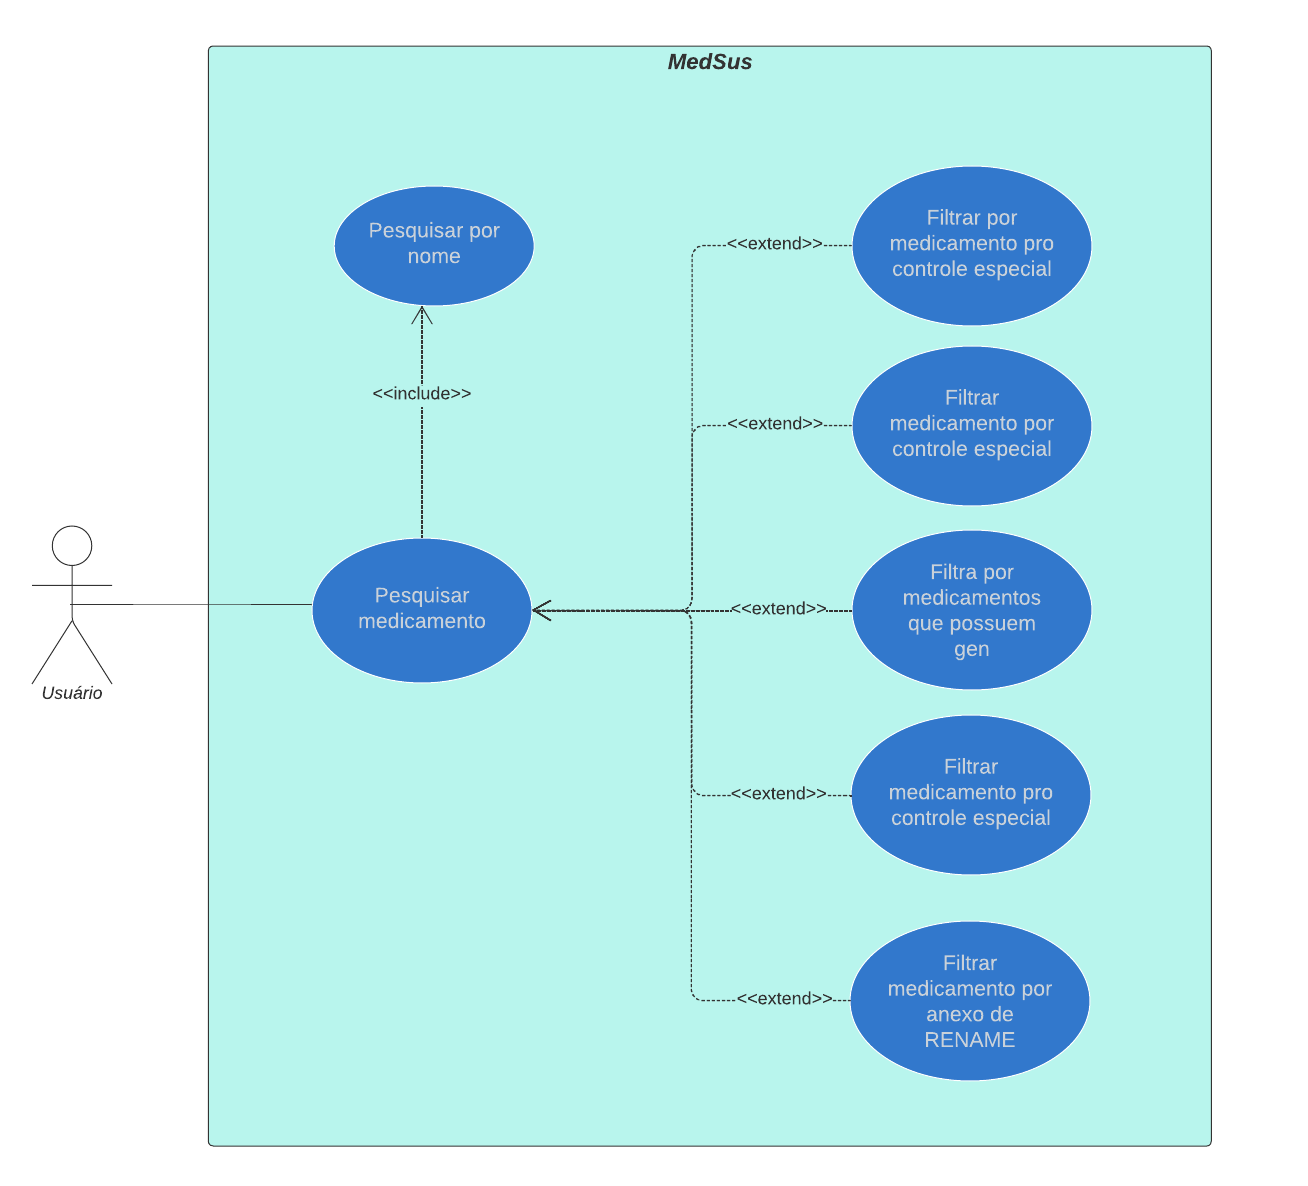 MedSus
Pesquisar por
nome
<<include>>
Pesquisar
medicamento
Usuário
<<extend>>
Filtrar por
medicamento pro
controle especial
<<extend>>
Filtrar
medicamento por
controle especial
<<extend>>
Filtra por
medicamentos
que possuem
gen
<<extend>>
Filtrar
medicamento pro
controle especial
<<extend>>
Filtrar
medicamento por
anexo de
RENAME